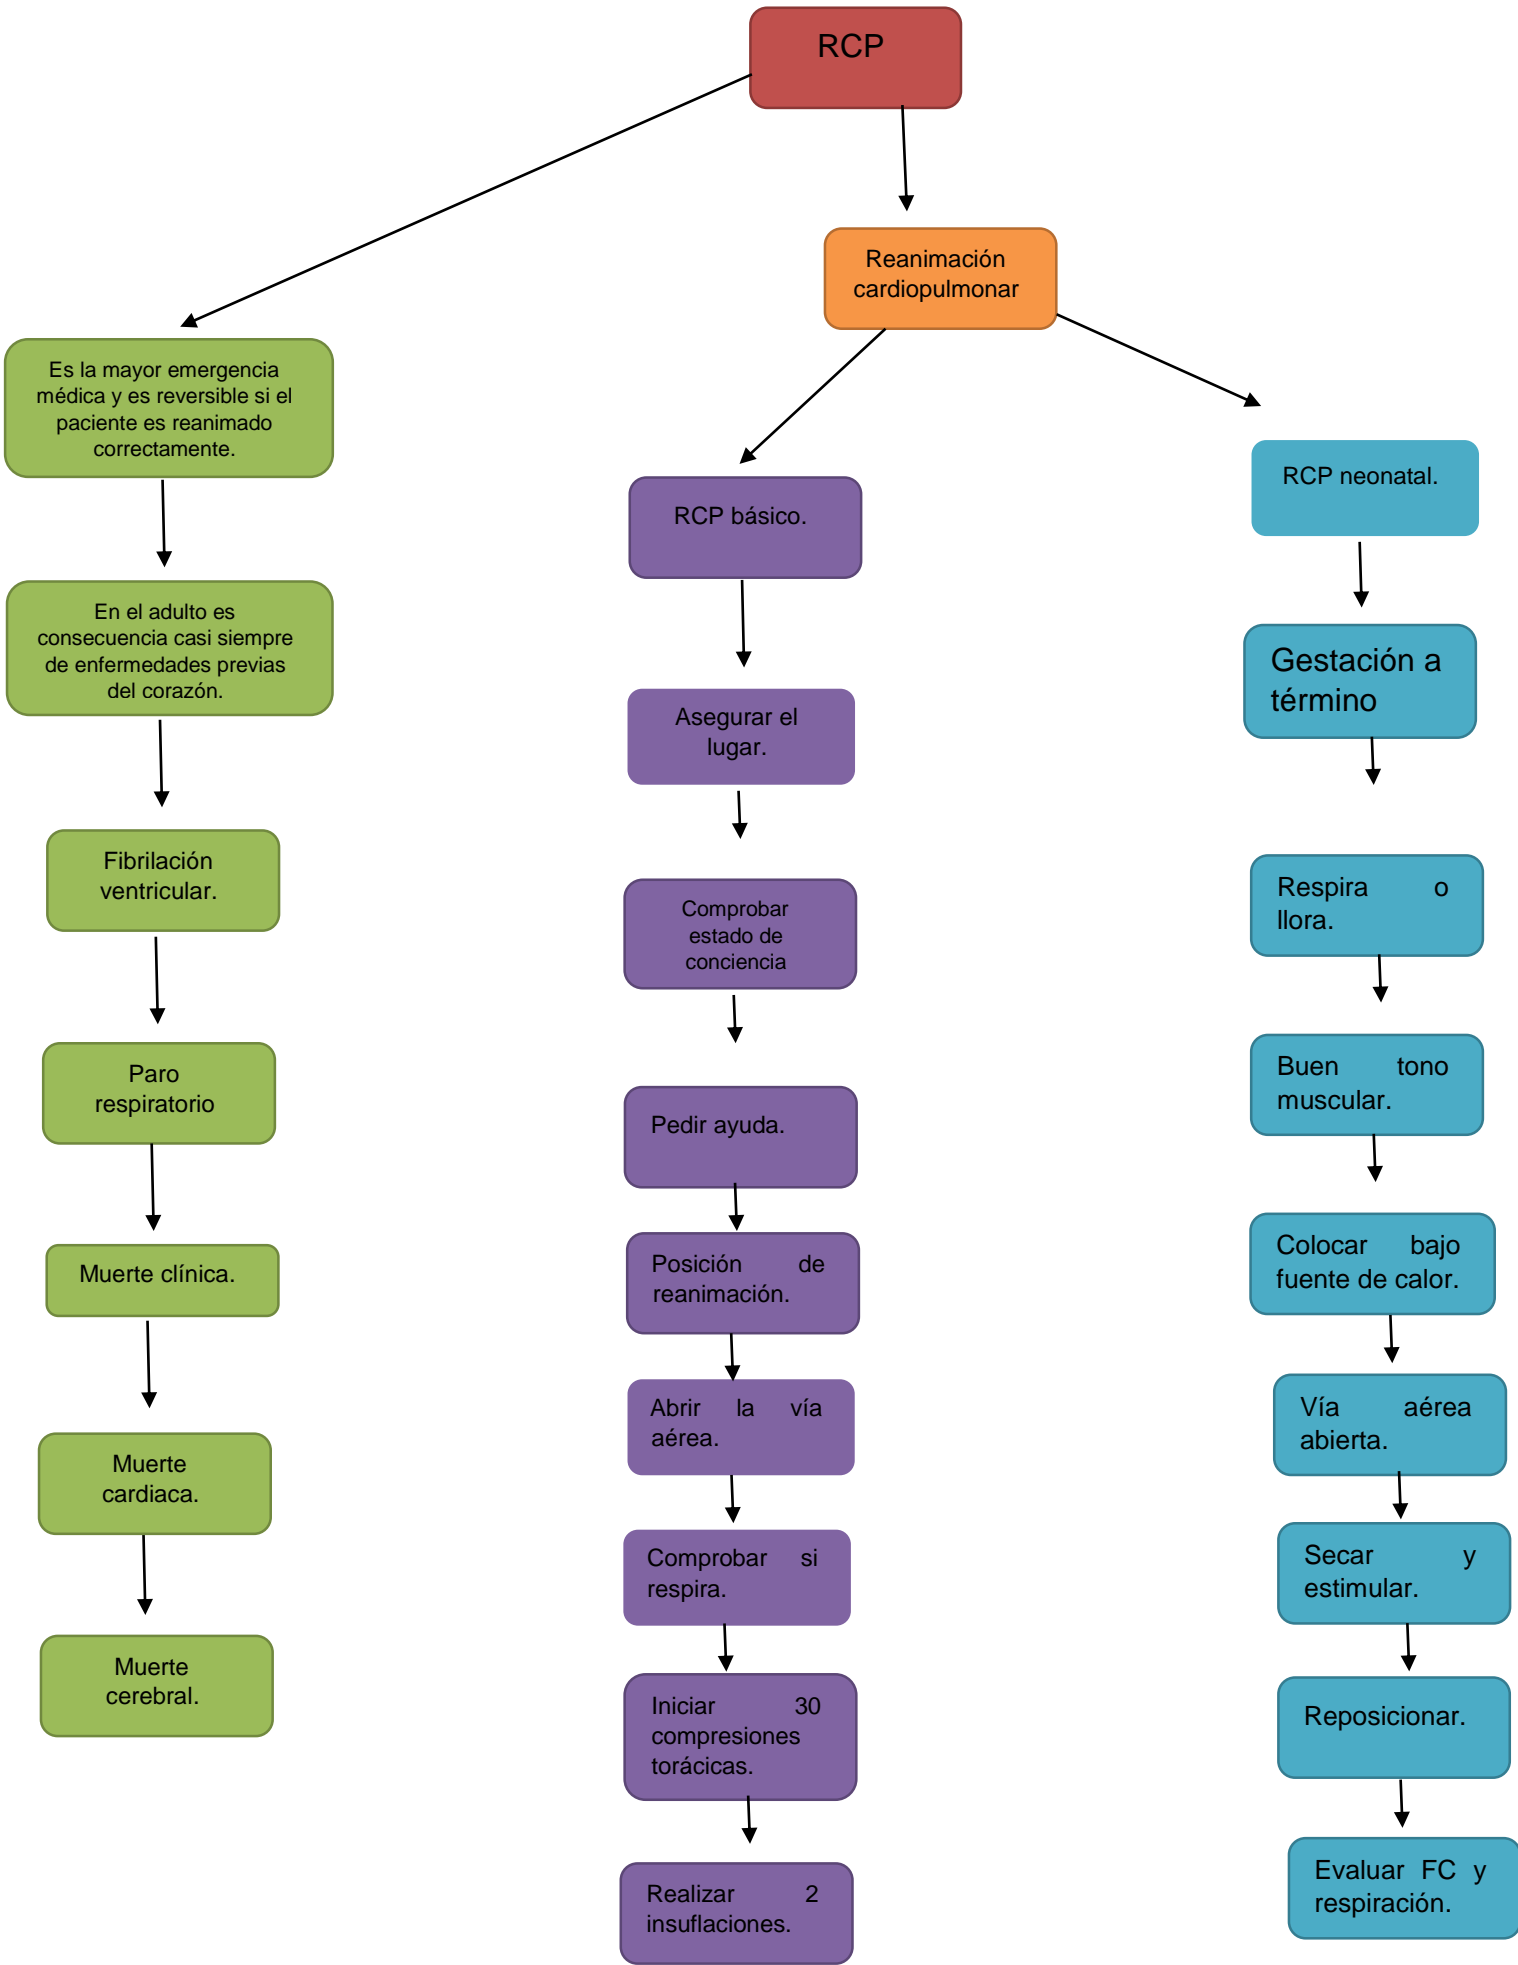 RCP
Reanimación
cardiopulmonar
Es la mayor emergencia
médica y es reversible si el
paciente es reanimado
correctamente.
En el adulto es
consecuencia casi siempre
de enfermedades previas
del corazón.
Fibrilación
ventricular.
Paro
respiratorio
Muerte clínica.
Muerte
cardiaca.
Muerte
cerebral.
RCP básico.
Asegurar el
lugar.
Comprobar
estado de
conciencia
Pedir ayuda.
Posición de
reanimación.
Abrir la vía
aérea.
Comprobar si
respira.
Iniciar 30
compresiones
torácicas.
Realizar 2
insuflaciones.
RCP neonatal.
Gestación a
término
Respira o
llora.
Buen tono
muscular.
Colocar bajo
fuente de calor.
Vía aérea
abierta.
Secar y
estimular.
Reposicionar.
Evaluar FC y
respiración.